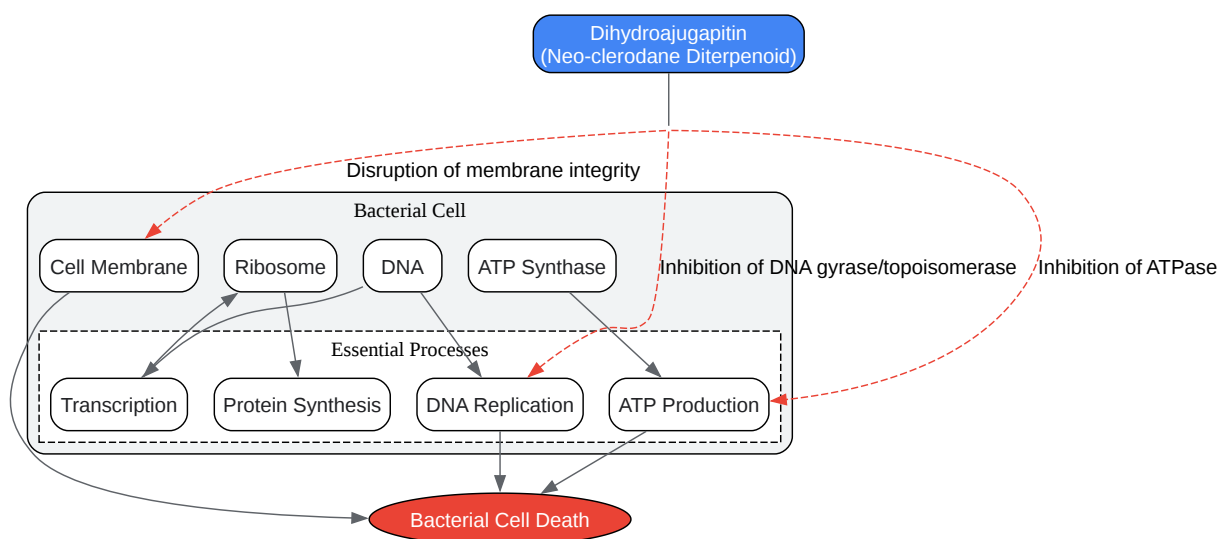 Dihydroajugapitin
(Neo-clerodane Diterpenoid)
Disruption of membrane integrity
Bacterial Cell
Cell Membrane
Ribosome
DNA
ATP Synthase
Inhibition of DNA gyrase/topoisomerase
Inhibition of ATPase
Essential Processes
Transcription
Protein Synthesis
DNA Replication
ATP Production
Bacterial Cell Death